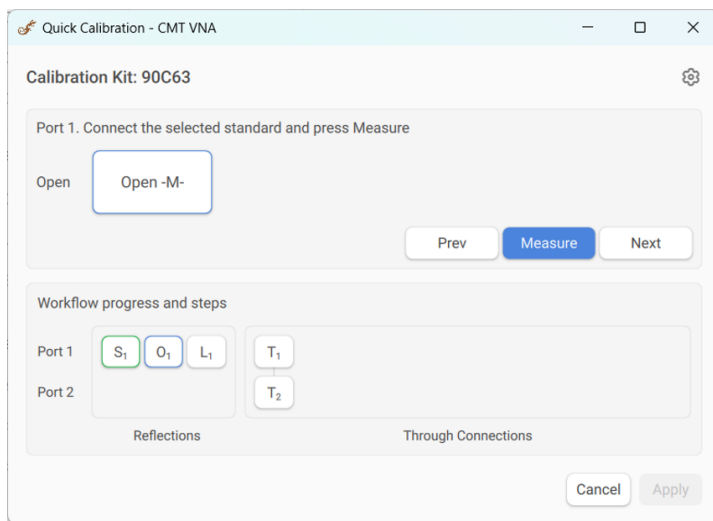 Quick Calibration - CMT VNA
Calibration Kit: 90C63
Port 1. Connect the selected standard and press Measure
Open Open -M-
Prev Measure Next
Workflow progress and steps
Port 1 S₁ O₁ L₁ T₁
Port 2 T₂
Reflections Through Connections
Cancel Apply